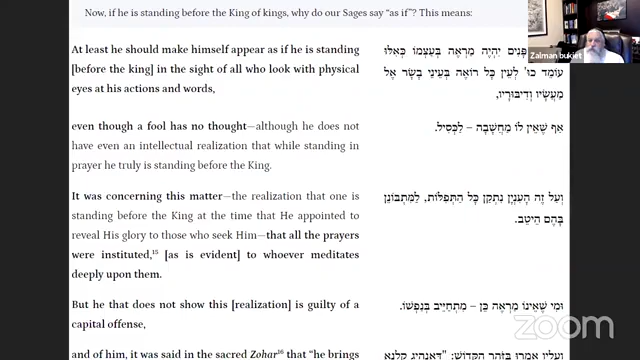 Now, if he is standing before the King of kings, why do our Sages say “as if”? This means:
At least he should make himself appear as if he is standing
[before the king] in the sight of all who look with physical
eyes at his actions and words,
פָּנִים יִהְיֶה מַרְאֶה בְּעַצְמוֹ כְּאִלּוּ
עוֹמֵד כוּ' לְעֵין כָּל רוֹאֶה בְּעֵינֵי בָשָׂר אֶל
מַעֲשָׂיו וְדִיבּוּרָיו,
even though a fool has no thought—although he does not
have even an intellectual realization that while standing in
prayer he truly is standing before the King.
אַף שֶׁאֵין לוֹ מַחֲשָׁבָה – לַכְּסִיל.
It was concerning this matter—the realization that one is
standing before the King at the time that He appointed to
reveal His glory to those who seek Him—that all the prayers
were instituted,15 [as is evident] to whoever meditates
deeply upon them.
וְעַל זֶה הָעִנְיָן נִתְקַן כָּל הַתְּפִלּוֹת, לַמִּתְבּוֹנֵן
בָּהֶם הֵיטֵב.
But he that does not show this [realization] is guilty of a
capital offense,
וּמִי שֶׁאֵינוֹ מַרְאֶה כֵּן – מִתְחַיֵּיב בְּנַפְשׁוֹ.
and of him, it was said in the sacred Zohar16 that “he brings
וְעָלָיו אָמְרוּ בַּזֹּהַר הַקָּדוֹשׁ: "דְּאַנְהִיג קְלָנָא
Zalman bukiet
zoom